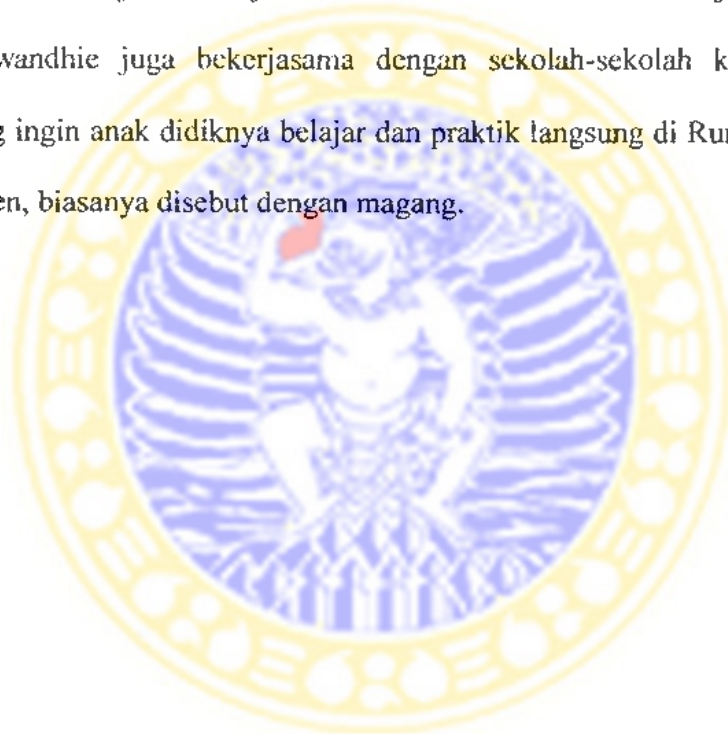 wandhie juga bekerjasama dengan sekolah-sekolah k
g ingin anak didiknya belajar dan praktik langsung di Ru
en, biasanya disebut dengan magang.